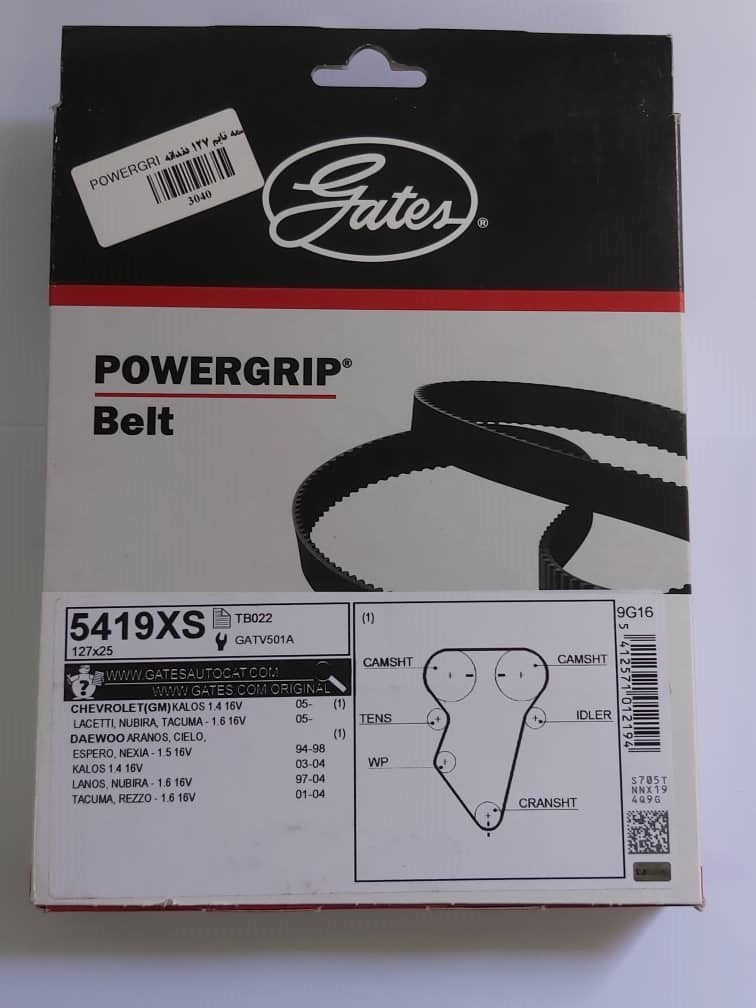 تایم ۱۲۷ دندانه POWERGRI
3040
Gates®
POWERGRIP®
Belt
5419XS
127x25
TB022
GATV501A
WWW.GATESAUTOCAT.COM
WWW.GATES.COM ORIGINAL
CHEVROLET(GM) KALOS 1.4 16V 05- (1)
LACETTI, NUBIRA, TACUMA - 1.6 16V 05-
DAEWOO ARANOS, CIELO, (1)
ESPERO, NEXIA - 1.5 16V 94-98
KALOS 1.4 16V 03-04
LANOS, NUBIRA - 1.6 16V 97-04
TACUMA, REZZO - 1.6 16V 01-04
(1)
CAMSHT
CAMSHT
TENS
IDLER
WP
CRANSHT
9G16
5 412571 012194
S705T
NNX19
4Q9G